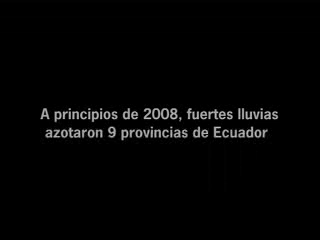 A principios de 2008, fuertes lluvias
azotaron 9 provincias de Ecuador